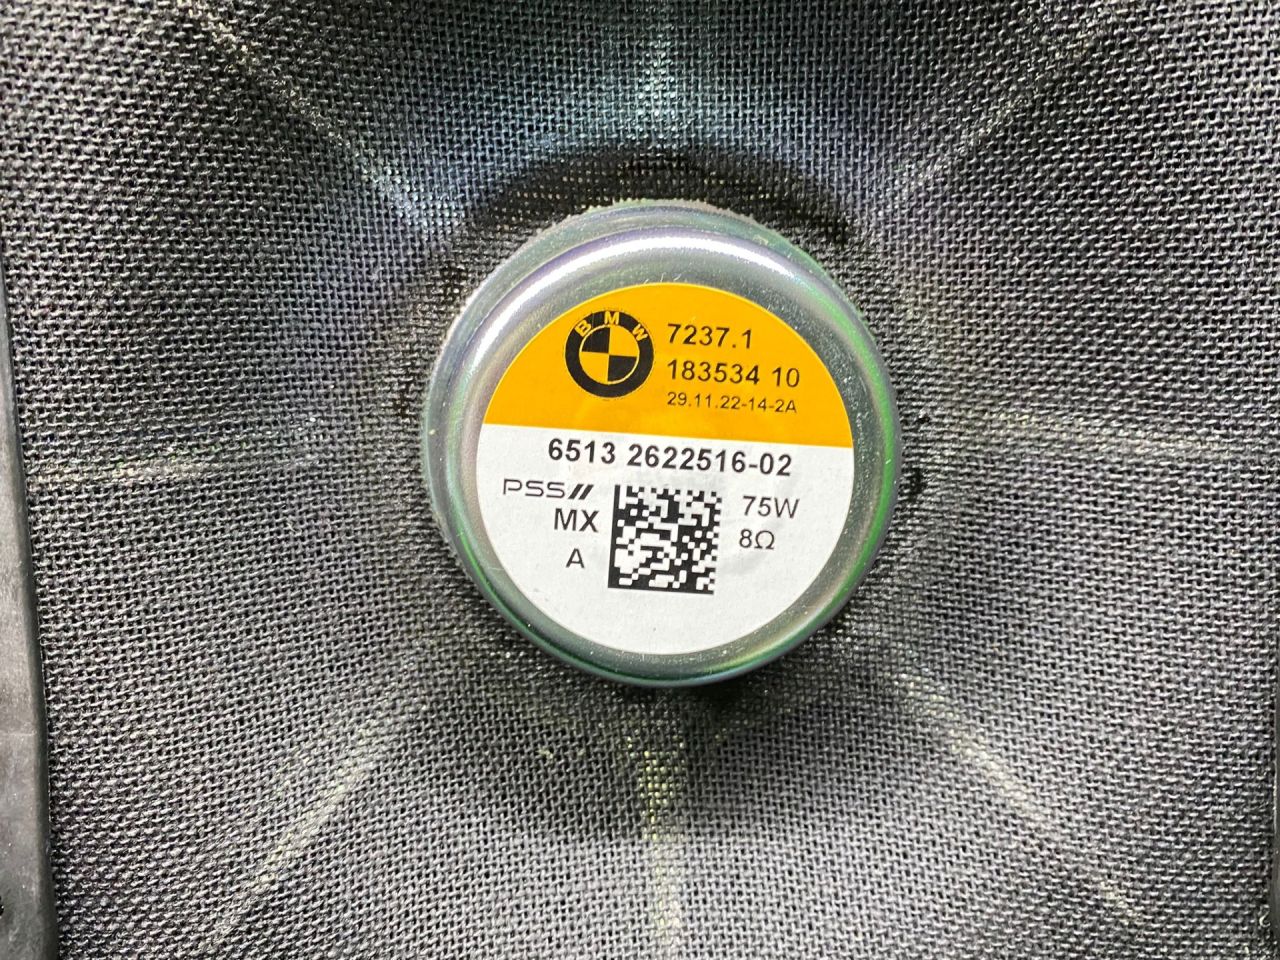 BMW
7237.1
183534 10
29.11.22-14-2A
6513 2622516-02
PSS//
MX
A
75W
8Ω